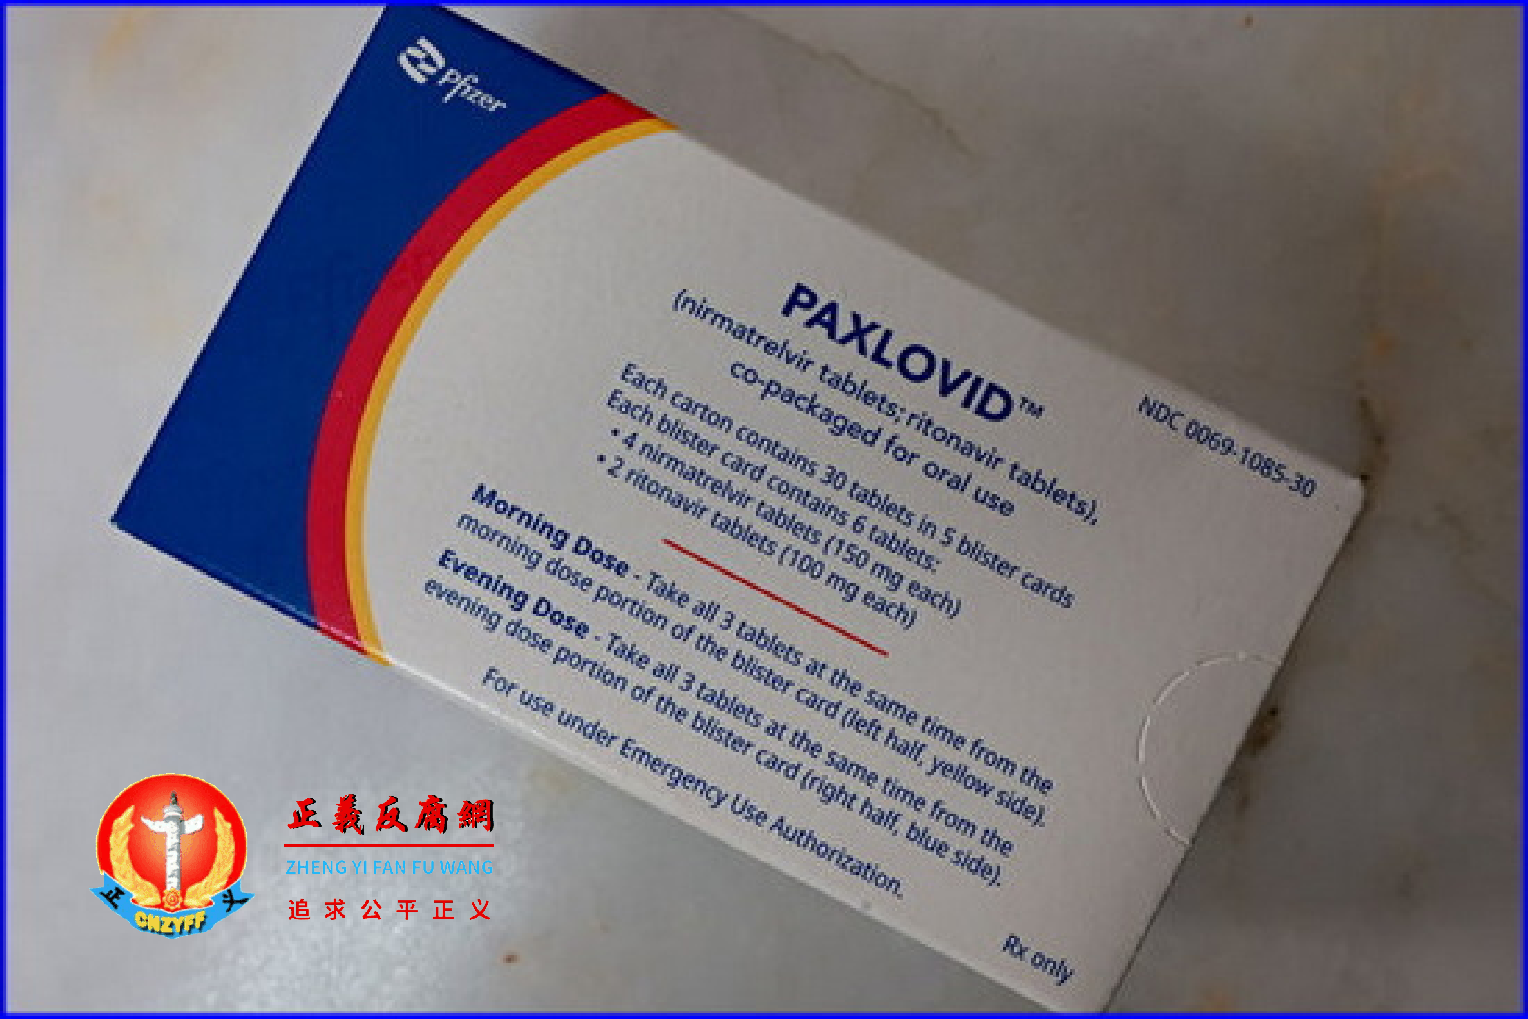 Pfizer
PAXLOVID™
(nirmatrelvir tablets; ritonavir tablets),
co-packaged for oral use
NDC 0069-1085-30
Each carton contains 30 tablets in 5 blister cards
Each blister card contains 6 tablets:
• 4 nirmatrelvir tablets (150 mg each)
• 2 ritonavir tablets (100 mg each)
Morning Dose - Take all 3 tablets at the same time from the
morning dose portion of the blister card (left half, yellow side).
Evening Dose - Take all 3 tablets at the same time from the
evening dose portion of the blister card (right half, blue side).
For use under Emergency Use Authorization.
Rx only
正義反腐網
ZHENG YI FAN FU WANG
追求公平正义
正 义
CNZYFF